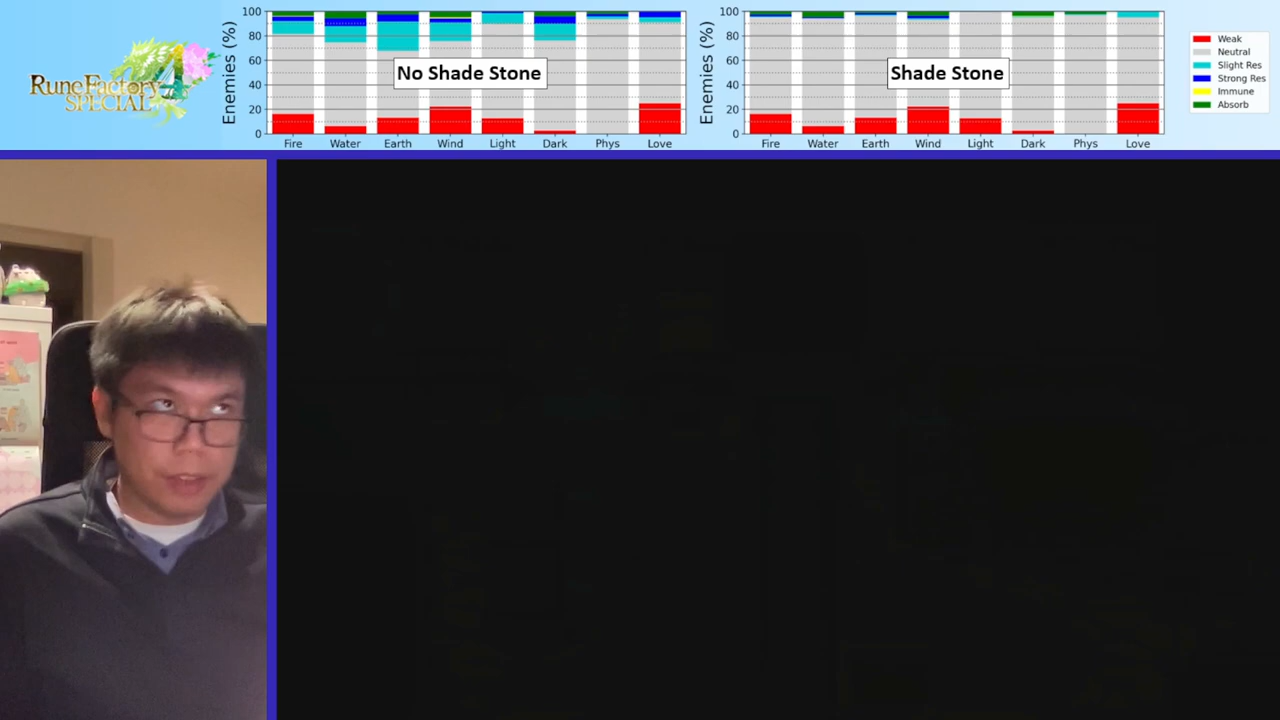 RuneFactory 4
SPECIAL
Enemies (%)
100
80
60
40
20
0
No Shade Stone
Fire Water Earth Wind Light Dark Phys Love
Enemies (%)
100
80
60
40
20
0
Shade Stone
Fire Water Earth Wind Light Dark Phys Love
Weak
Neutral
Slight Res
Strong Res
Immune
Absorb